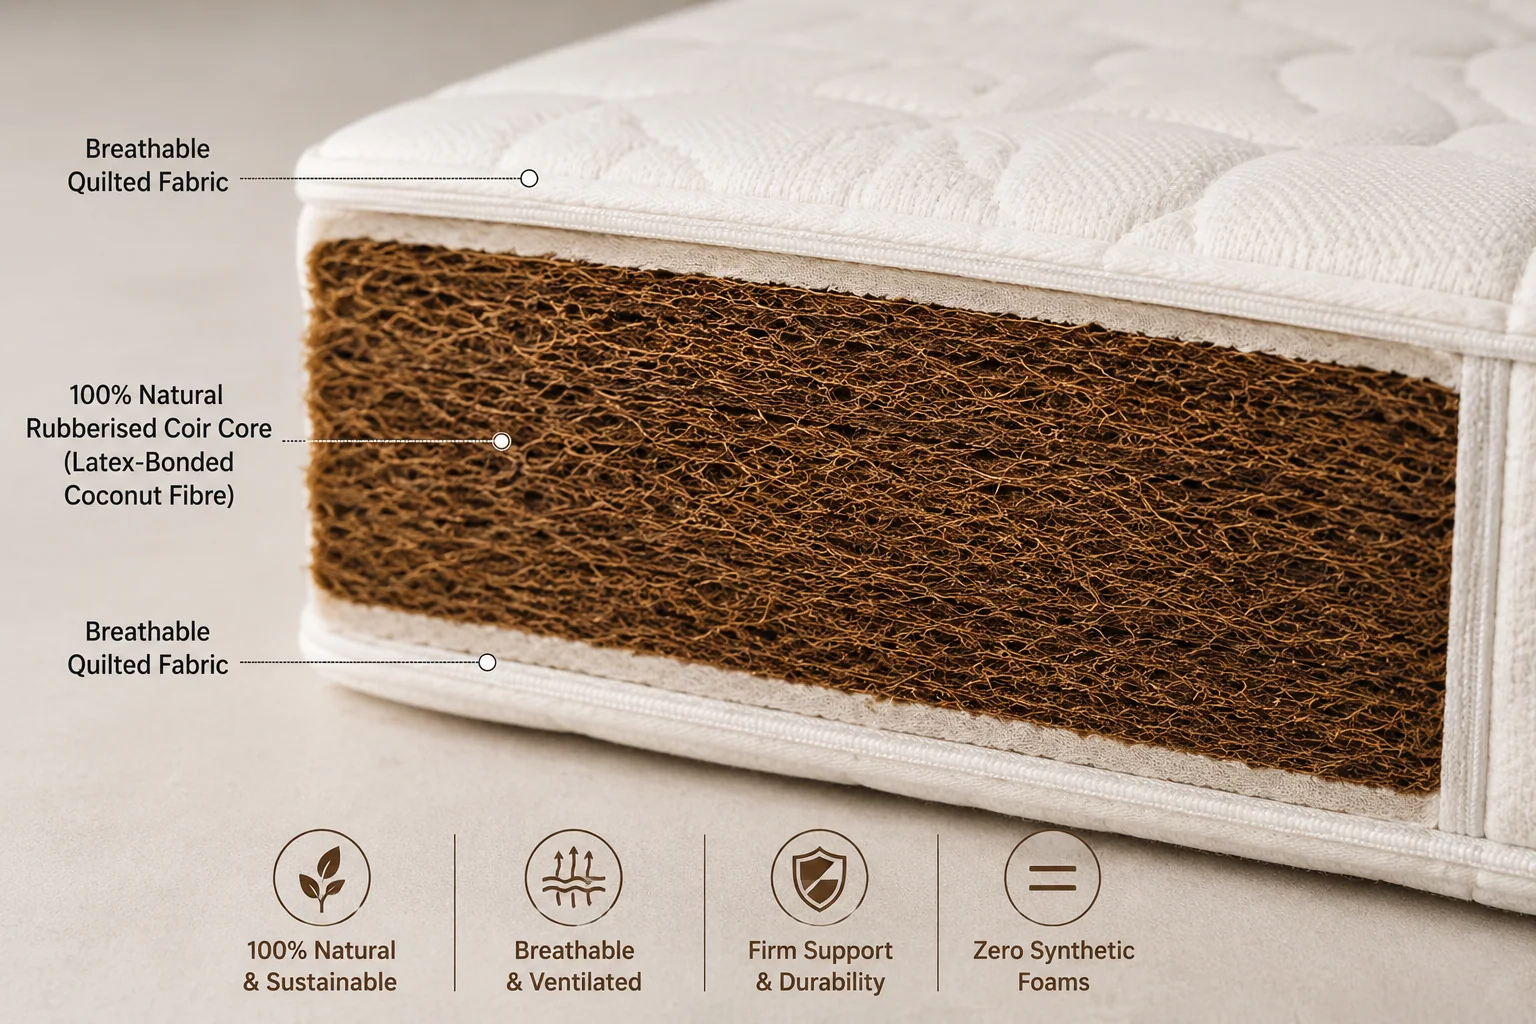 Breathable
Quilted Fabric
100% Natural
Rubberised Coir Core
(Latex-Bonded
Coconut Fibre)
Breathable
Quilted Fabric
100% Natural
& Sustainable
Breathable
& Ventilated
Firm Support
& Durability
Zero Synthetic
Foams